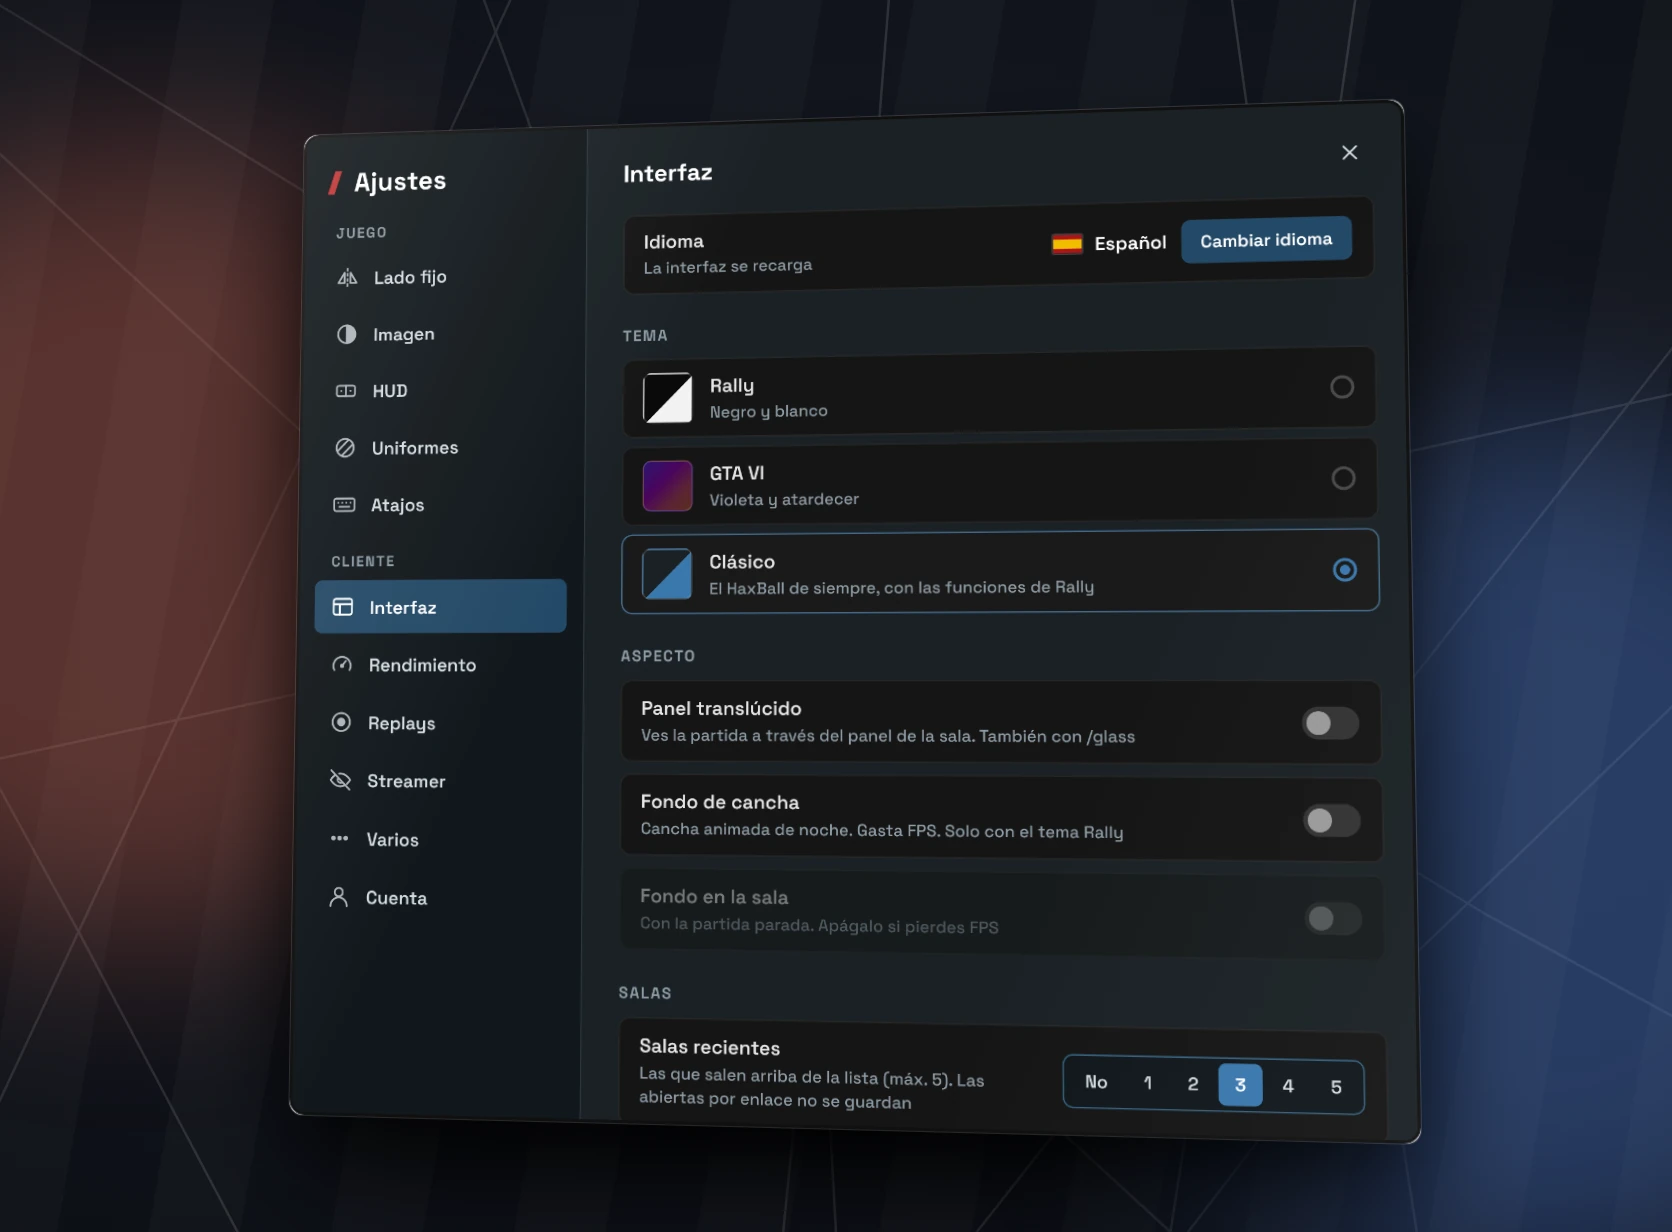 Ajustes
JUEGO
Lado fijo
Imagen
HUD
Uniformes
Atajos
CLIENTE
Interfaz
Rendimiento
Replays
Streamer
Varios
Cuenta
Interfaz
Idioma
La interfaz se recarga
Español
Cambiar idioma
TEMA
Rally
Negro y blanco
GTA VI
Violeta y atardecer
Clásico
El HaxBall de siempre, con las funciones de Rally
ASPECTO
Panel translúcido
Ves la partida a través del panel de la sala. También con /glass
Fondo de cancha
Cancha animada de noche. Gasta FPS. Solo con el tema Rally
Fondo en la sala
Con la partida parada. Apágalo si pierdes FPS
SALAS
Salas recientes
Las que salen arriba de la lista (máx. 5). Las
abiertas por enlace no se guardan
No 1 2 3 4 5